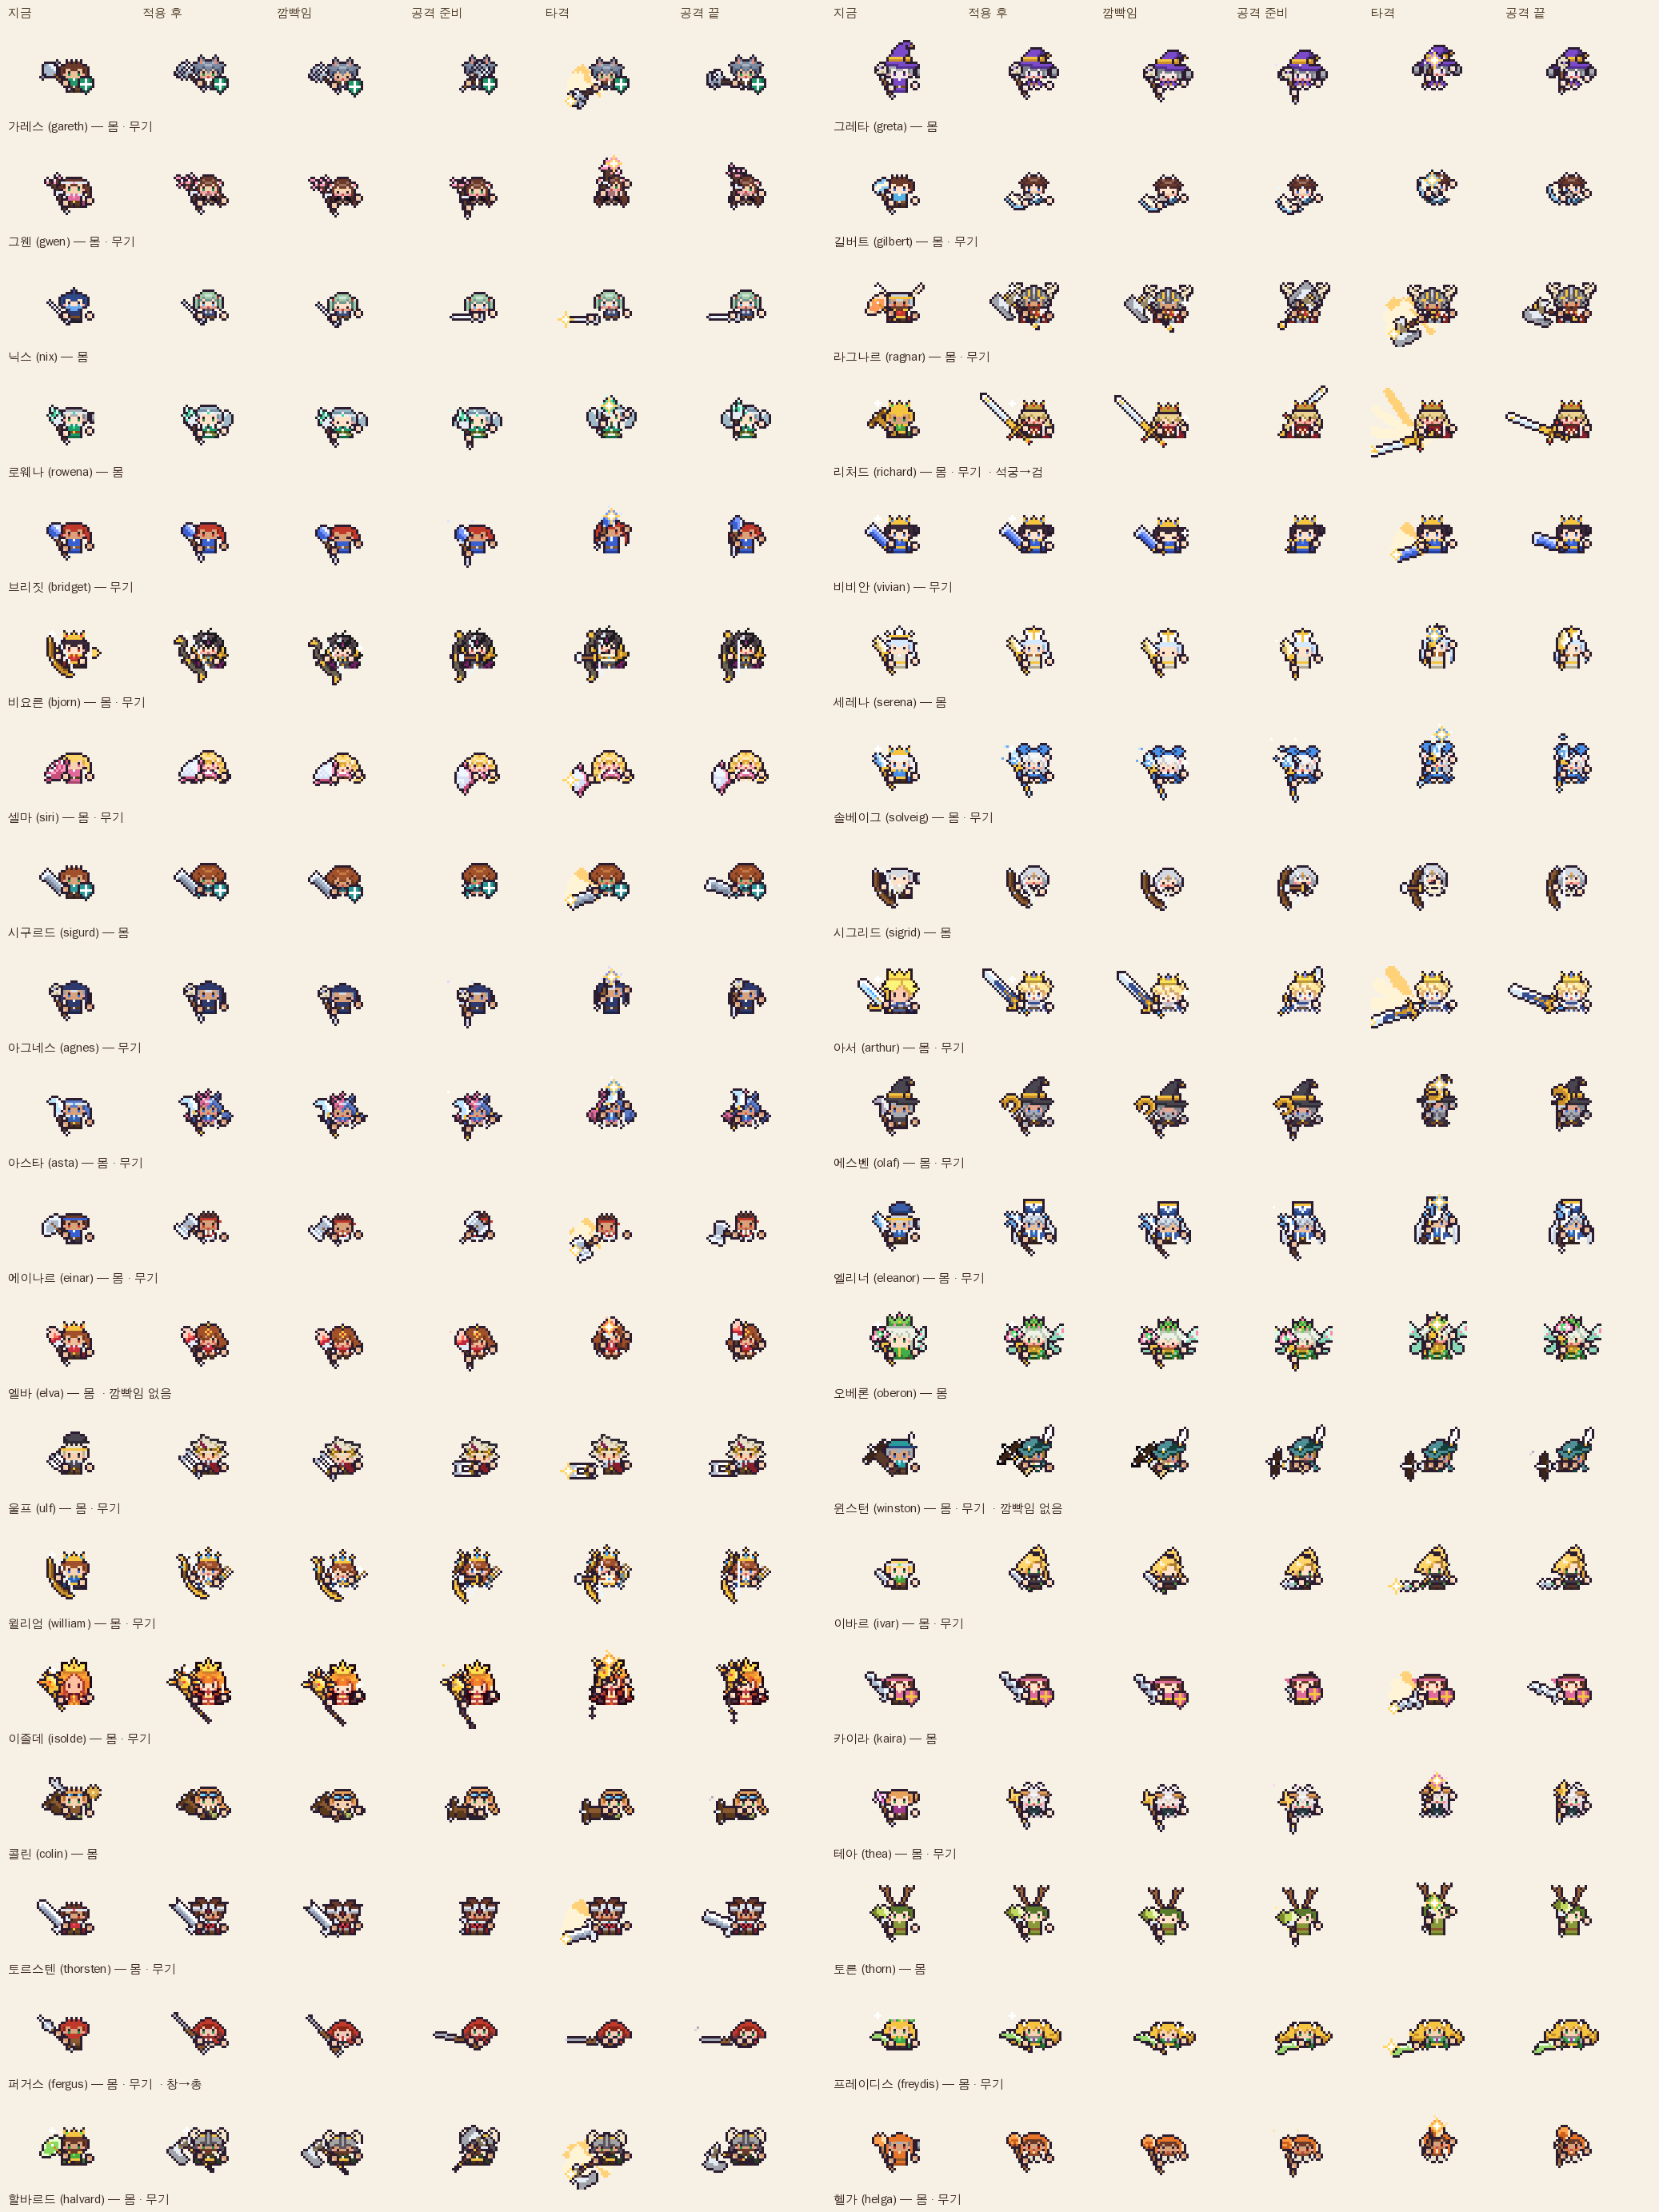 지금 적용 후 깜빡임 공격 준비 타격 공격 끝 지금 적용 후 깜빡임 공격 준비 타격 공격 끝
가레스 (gareth) — 몸 · 무기 그레타 (greta) — 몸
그웬 (gwen) — 몸 · 무기 길버트 (gilbert) — 몸 · 무기
닉스 (nix) — 몸 라그나르 (ragnar) — 몸 · 무기
로웨나 (rowena) — 몸 리처드 (richard) — 몸 · 무기 · 석궁→검
브리짓 (bridget) — 무기 비비안 (vivian) — 무기
비요른 (bjorn) — 몸 · 무기 세레나 (serena) — 몸
셀마 (siri) — 몸 · 무기 솔베이그 (solveig) — 몸 · 무기
시구르드 (sigurd) — 몸 시그리드 (sigrid) — 몸
아그네스 (agnes) — 무기 아서 (arthur) — 몸 · 무기
아스타 (asta) — 몸 · 무기 에스벤 (olaf) — 몸 · 무기
에이나르 (einar) — 몸 · 무기 엘리너 (eleanor) — 몸 · 무기
엘바 (elva) — 몸 · 깜빡임 없음 오베론 (oberon) — 몸
울프 (ulf) — 몸 · 무기 윈스턴 (winston) — 몸 · 무기 · 깜빡임 없음
윌리엄 (william) — 몸 · 무기 이바르 (ivar) — 몸 · 무기
이졸데 (isolde) — 몸 · 무기 카이라 (kaira) — 몸
콜린 (colin) — 몸 테아 (thea) — 몸 · 무기
토르스텐 (thorsten) — 몸 · 무기 토른 (thorn) — 몸
퍼거스 (fergus) — 몸 · 무기 · 창→총 프레이디스 (freydis) — 몸 · 무기
할바르드 (halvard) — 몸 · 무기 헬가 (helga) — 몸 · 무기